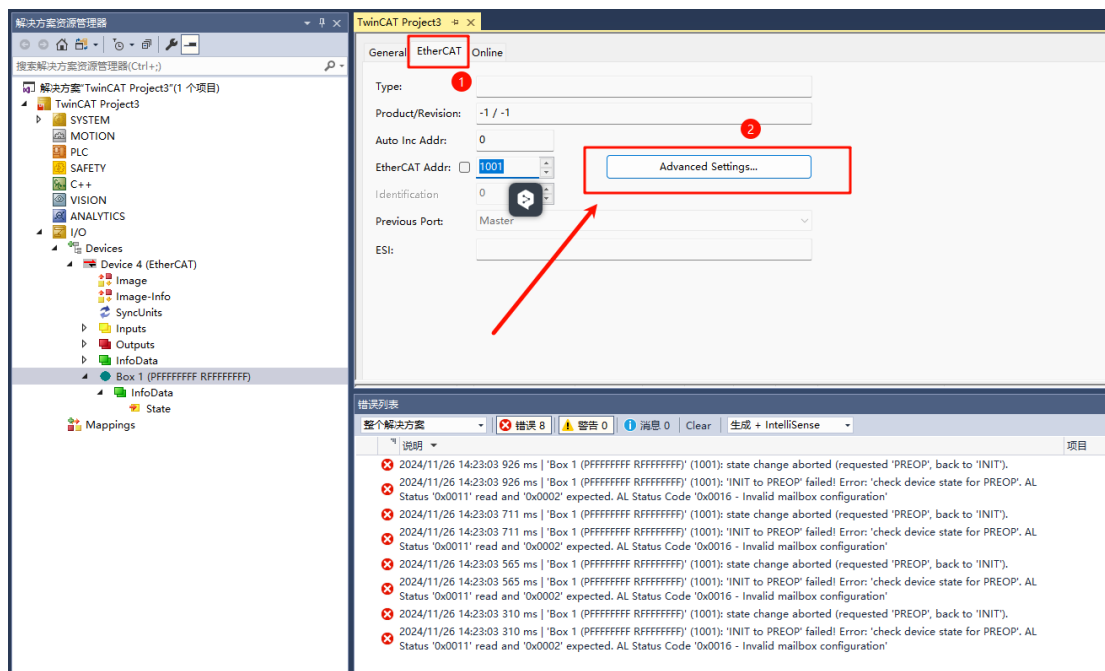 解决方案资源管理器
搜索解决方案资源管理器(Ctrl+;)
解决方案"TwinCAT Project3"(1 个项目)
TwinCAT Project3
SYSTEM
MOTION
PLC
SAFETY
C++
VISION
ANALYTICS
I/O
Devices
Device 4 (EtherCAT)
Image
Image-Info
SyncUnits
Inputs
Outputs
InfoData
Box 1 (PFFFFFFFF RFFFFFFFF)
InfoData
State
Mappings
TwinCAT Project3
General EtherCAT Online
1
Type:
Product/Revision: -1 / -1
2
Auto Inc Addr: 0
EtherCAT Addr: 1001 Advanced Settings...
Identification 0
Previous Port: Master
ESI:
错误列表
整个解决方案 错误 8 警告 0 消息 0 Clear 生成 + IntelliSense
说明 项目
2024/11/26 14:23:03 926 ms | 'Box 1 (PFFFFFFFF RFFFFFFFF)' (1001): state change aborted (requested 'PREOP', back to 'INIT').
2024/11/26 14:23:03 926 ms | 'Box 1 (PFFFFFFFF RFFFFFFFF)' (1001): 'INIT to PREOP' failed! Error: 'check device state for PREOP'. AL
Status '0x0011' read and '0x0002' expected. AL Status Code '0x0016 - Invalid mailbox configuration'
2024/11/26 14:23:03 711 ms | 'Box 1 (PFFFFFFFF RFFFFFFFF)' (1001): state change aborted (requested 'PREOP', back to 'INIT').
2024/11/26 14:23:03 711 ms | 'Box 1 (PFFFFFFFF RFFFFFFFF)' (1001): 'INIT to PREOP' failed! Error: 'check device state for PREOP'. AL
Status '0x0011' read and '0x0002' expected. AL Status Code '0x0016 - Invalid mailbox configuration'
2024/11/26 14:23:03 565 ms | 'Box 1 (PFFFFFFFF RFFFFFFFF)' (1001): state change aborted (requested 'PREOP', back to 'INIT').
2024/11/26 14:23:03 565 ms | 'Box 1 (PFFFFFFFF RFFFFFFFF)' (1001): 'INIT to PREOP' failed! Error: 'check device state for PREOP'. AL
Status '0x0011' read and '0x0002' expected. AL Status Code '0x0016 - Invalid mailbox configuration'
2024/11/26 14:23:03 310 ms | 'Box 1 (PFFFFFFFF RFFFFFFFF)' (1001): state change aborted (requested 'PREOP', back to 'INIT').
2024/11/26 14:23:03 310 ms | 'Box 1 (PFFFFFFFF RFFFFFFFF)' (1001): 'INIT to PREOP' failed! Error: 'check device state for PREOP'. AL
Status '0x0011' read and '0x0002' expected. AL Status Code '0x0016 - Invalid mailbox configuration'